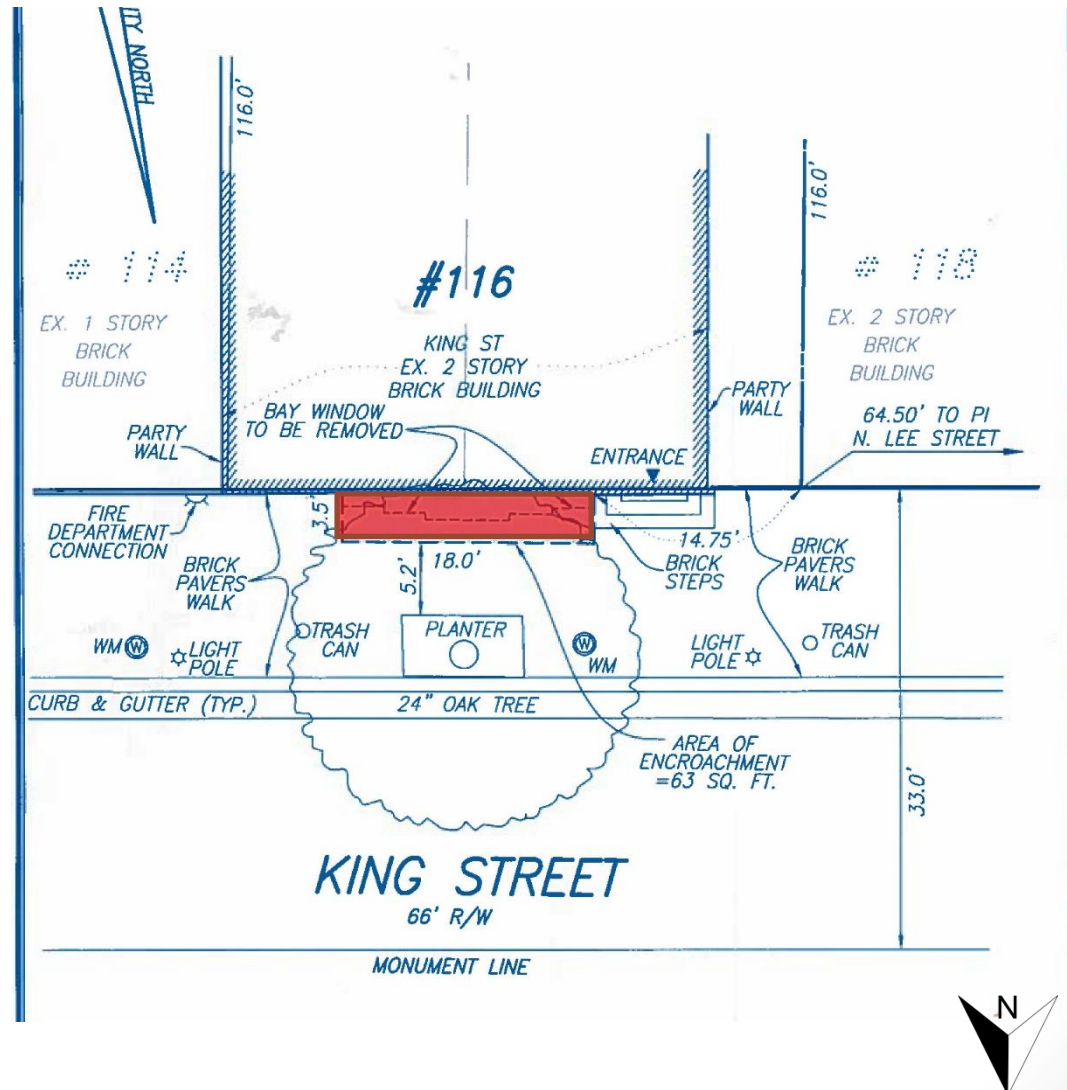 ITY NORTH
116.0'
116.0'
# 114
EX. 1 STORY
BRICK
BUILDING
#116
KING ST
EX. 2 STORY
BRICK BUILDING
# 118
EX. 2 STORY
BRICK
BUILDING
BAY WINDOW
TO BE REMOVED
PARTY
WALL
PARTY
WALL
64.50' TO PI
N. LEE STREET
ENTRANCE
FIRE
DEPARTMENT
CONNECTION
3.5'
18.0'
5.2'
14.75'
BRICK
STEPS
BRICK
PAVERS
WALK
BRICK
PAVERS
WALK
WM W
LIGHT
POLE
TRASH
CAN
PLANTER
W
WM
LIGHT
POLE
TRASH
CAN
CURB & GUTTER (TYP.)
24" OAK TREE
AREA OF
ENCROACHMENT
=63 SQ. FT.
33.0'
KING STREET
66' R/W
MONUMENT LINE
N